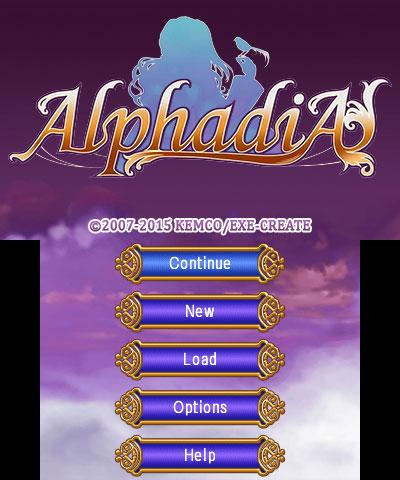 AlphadiA
©2007-2015 KEMCO/EXE-CREATE
Continue
New
Load
Options
Help